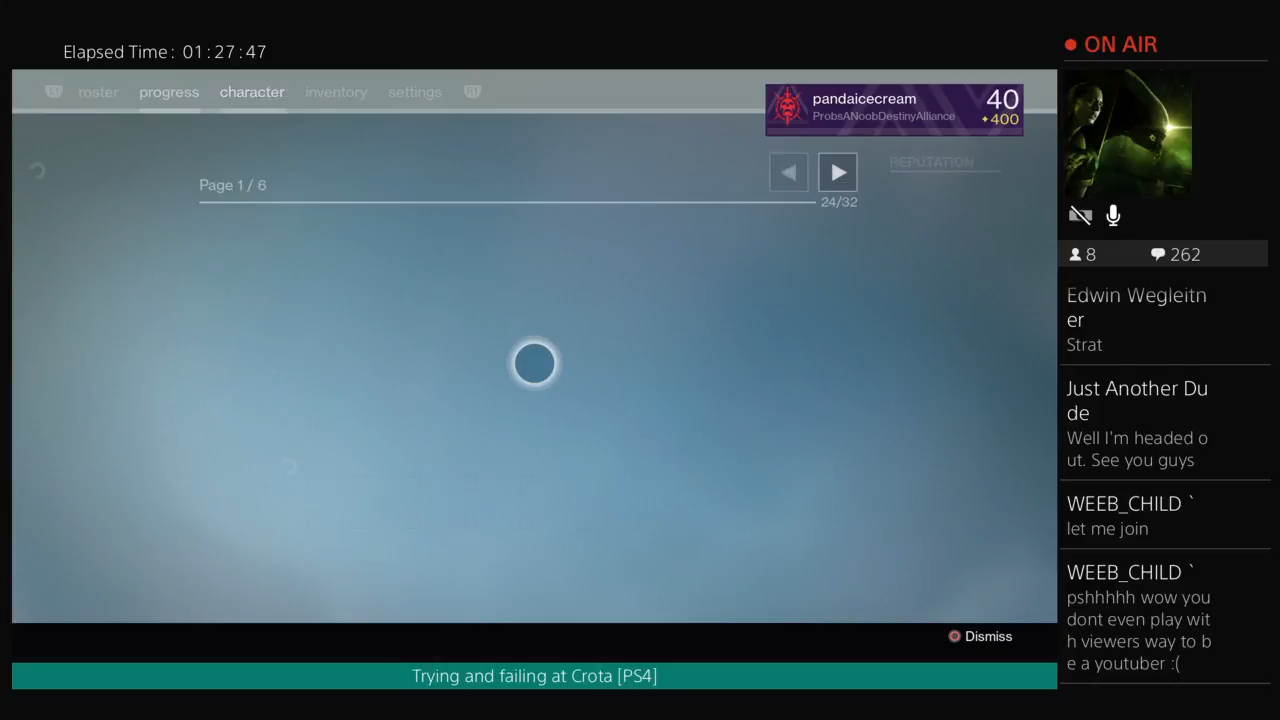 Elapsed Time: 01:27:47
ON AIR
L1 roster progress character inventory settings R1
pandaicecream 40
ProbsANoobDestinyAlliance 400
REPUTATION
Page 1 / 6
24/32
8 262
Edwin Wegleitn
er
Strat
Just Another Du
de
Well I'm headed o
ut. See you guys
WEEB_CHILD `
let me join
WEEB_CHILD `
pshhhhh wow you
dont even play wit
h viewers way to b
e a youtuber :(
Dismiss
Trying and failing at Crota [PS4]